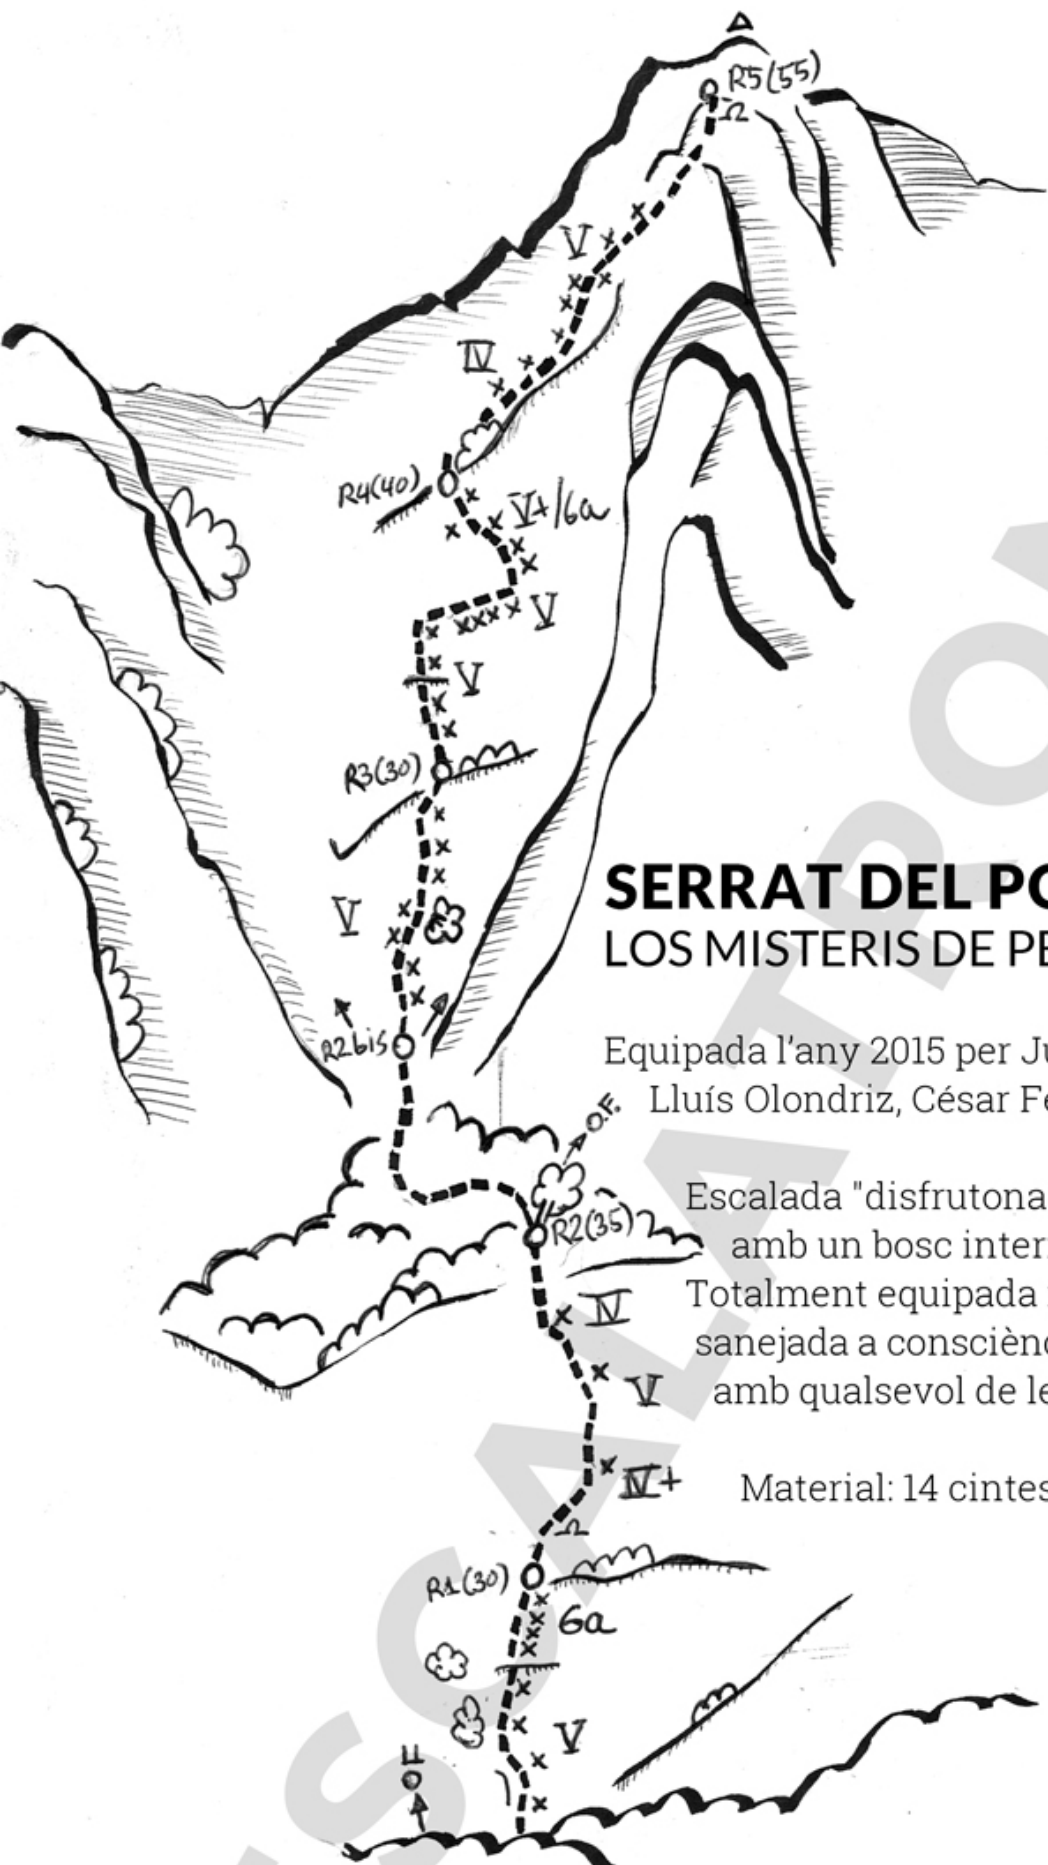 R5(55)
V
IV
R4(40)
V+/6a
V
V
R3(30)
SERRAT DEL PO
LOS MISTERIS DE PE
V
R2bis
Equipada l'any 2015 per Ju
Lluís Olondriz, César Fe
O.F.
Escalada "disfrutona
R2(35)
amb un bosc inter
Totalment equipada
IV
sanejada a consciènc
V
amb qualsevol de le
IV+
Material: 14 cintes
R1(30)
6a
V
OF
ESCALATROA